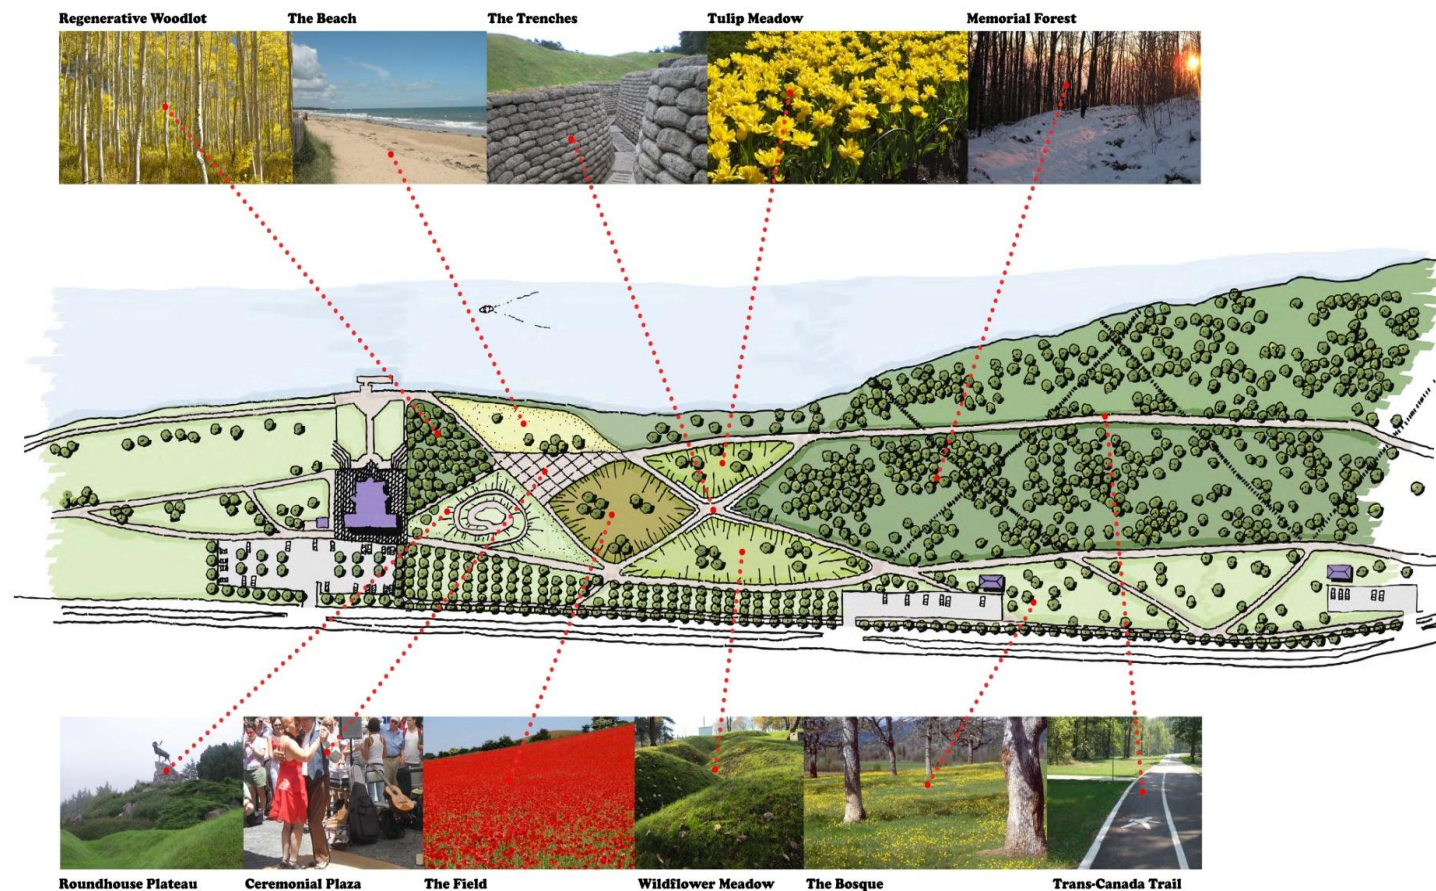 Regenerative Woodlot
The Beach
The Trenches
Tulip Meadow
Memorial Forest
Roundhouse Plateau
Ceremonial Plaza
The Field
Wildflower Meadow
The Bosque
Trans-Canada Trail